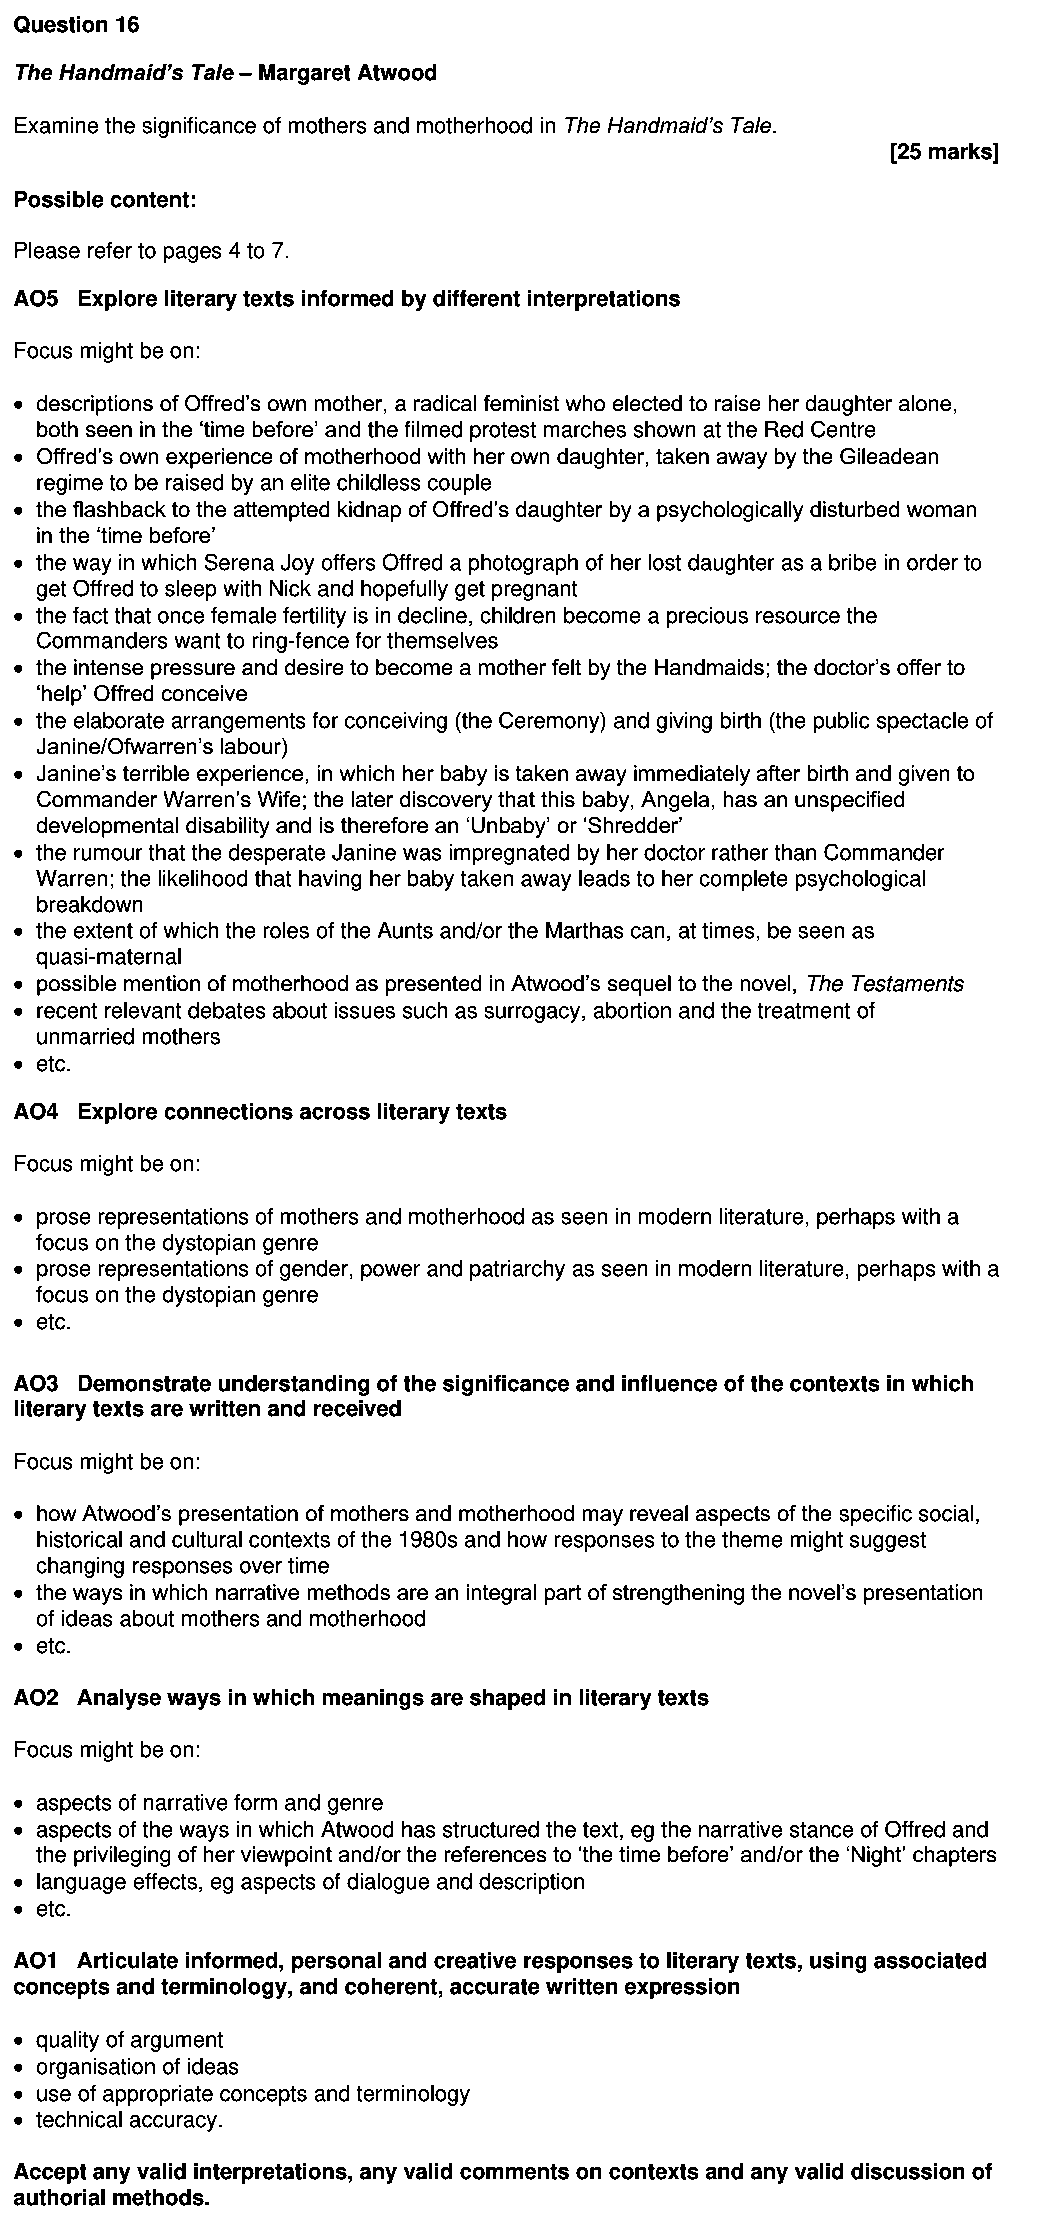 Question 16
The Handmaid's Tale – Margaret Atwood
Examine the significance of mothers and motherhood in The Handmaid's Tale.
[25 marks]
Possible content:
Please refer to pages 4 to 7.
AO5 Explore literary texts informed by different interpretations
Focus might be on:
• descriptions of Offred's own mother, a radical feminist who elected to raise her daughter alone,
both seen in the 'time before' and the filmed protest marches shown at the Red Centre
• Offred's own experience of motherhood with her own daughter, taken away by the Gileadean
regime to be raised by an elite childless couple
• the flashback to the attempted kidnap of Offred's daughter by a psychologically disturbed woman
in the 'time before'
• the way in which Serena Joy offers Offred a photograph of her lost daughter as a bribe in order to
get Offred to sleep with Nick and hopefully get pregnant
• the fact that once female fertility is in decline, children become a precious resource the
Commanders want to ring-fence for themselves
• the intense pressure and desire to become a mother felt by the Handmaids; the doctor's offer to
'help' Offred conceive
• the elaborate arrangements for conceiving (the Ceremony) and giving birth (the public spectacle of
Janine/Ofwarren's labour)
• Janine's terrible experience, in which her baby is taken away immediately after birth and given to
Commander Warren's Wife; the later discovery that this baby, Angela, has an unspecified
developmental disability and is therefore an 'Unbaby' or 'Shredder'
• the rumour that the desperate Janine was impregnated by her doctor rather than Commander
Warren; the likelihood that having her baby taken away leads to her complete psychological
breakdown
• the extent of which the roles of the Aunts and/or the Marthas can, at times, be seen as
quasi-maternal
• possible mention of motherhood as presented in Atwood's sequel to the novel, The Testaments
• recent relevant debates about issues such as surrogacy, abortion and the treatment of
unmarried mothers
• etc.
AO4 Explore connections across literary texts
Focus might be on:
• prose representations of mothers and motherhood as seen in modern literature, perhaps with a
focus on the dystopian genre
• prose representations of gender, power and patriarchy as seen in modern literature, perhaps with a
focus on the dystopian genre
• etc.
AO3 Demonstrate understanding of the significance and influence of the contexts in which
literary texts are written and received
Focus might be on:
• how Atwood's presentation of mothers and motherhood may reveal aspects of the specific social,
historical and cultural contexts of the 1980s and how responses to the theme might suggest
changing responses over time
• the ways in which narrative methods are an integral part of strengthening the novel's presentation
of ideas about mothers and motherhood
• etc.
AO2 Analyse ways in which meanings are shaped in literary texts
Focus might be on:
• aspects of narrative form and genre
• aspects of the ways in which Atwood has structured the text, eg the narrative stance of Offred and
the privileging of her viewpoint and/or the references to 'the time before' and/or the 'Night' chapters
• language effects, eg aspects of dialogue and description
• etc.
AO1 Articulate informed, personal and creative responses to literary texts, using associated
concepts and terminology, and coherent, accurate written expression
• quality of argument
• organisation of ideas
• use of appropriate concepts and terminology
• technical accuracy.
Accept any valid interpretations, any valid comments on contexts and any valid discussion of
authorial methods.